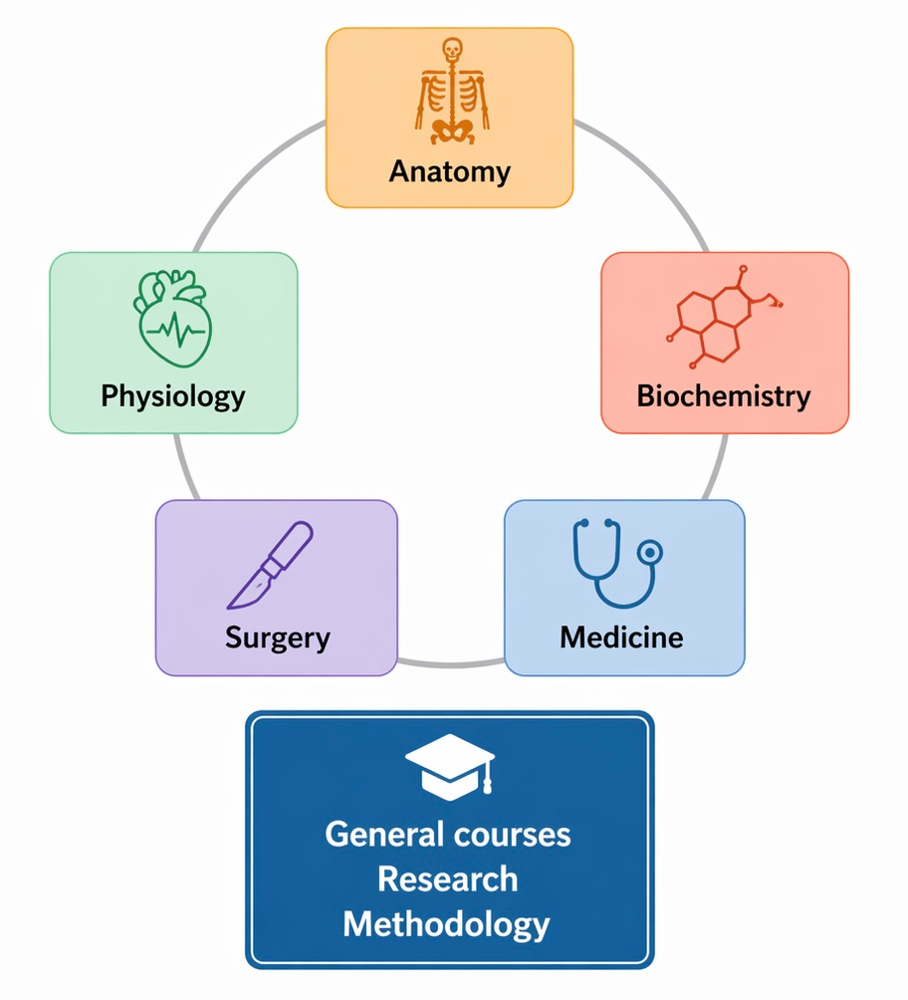 Anatomy
Physiology
Biochemistry
Surgery
Medicine
General courses
Research
Methodology